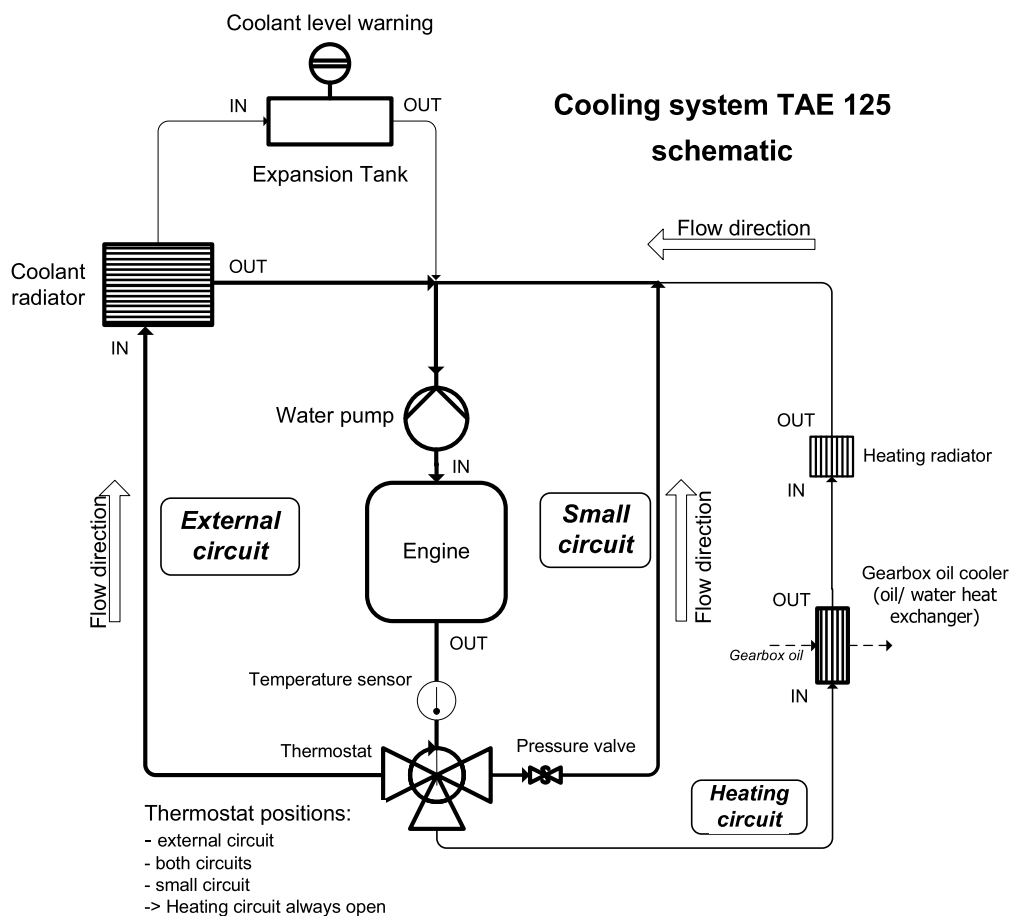 Coolant level warning
IN
OUT
Expansion Tank
Cooling system TAE 125
schematic
Flow direction
Coolant
radiator
OUT
IN
Water pump
IN
OUT
Heating radiator
IN
Flow direction
External
circuit
Engine
Small
circuit
Flow direction
Gearbox oil cooler
(oil/ water heat
exchanger)
OUT
Gearbox oil
IN
OUT
Temperature sensor
Thermostat
Pressure valve
Heating
circuit
Thermostat positions:
- external circuit
- both circuits
- small circuit
-> Heating circuit always open